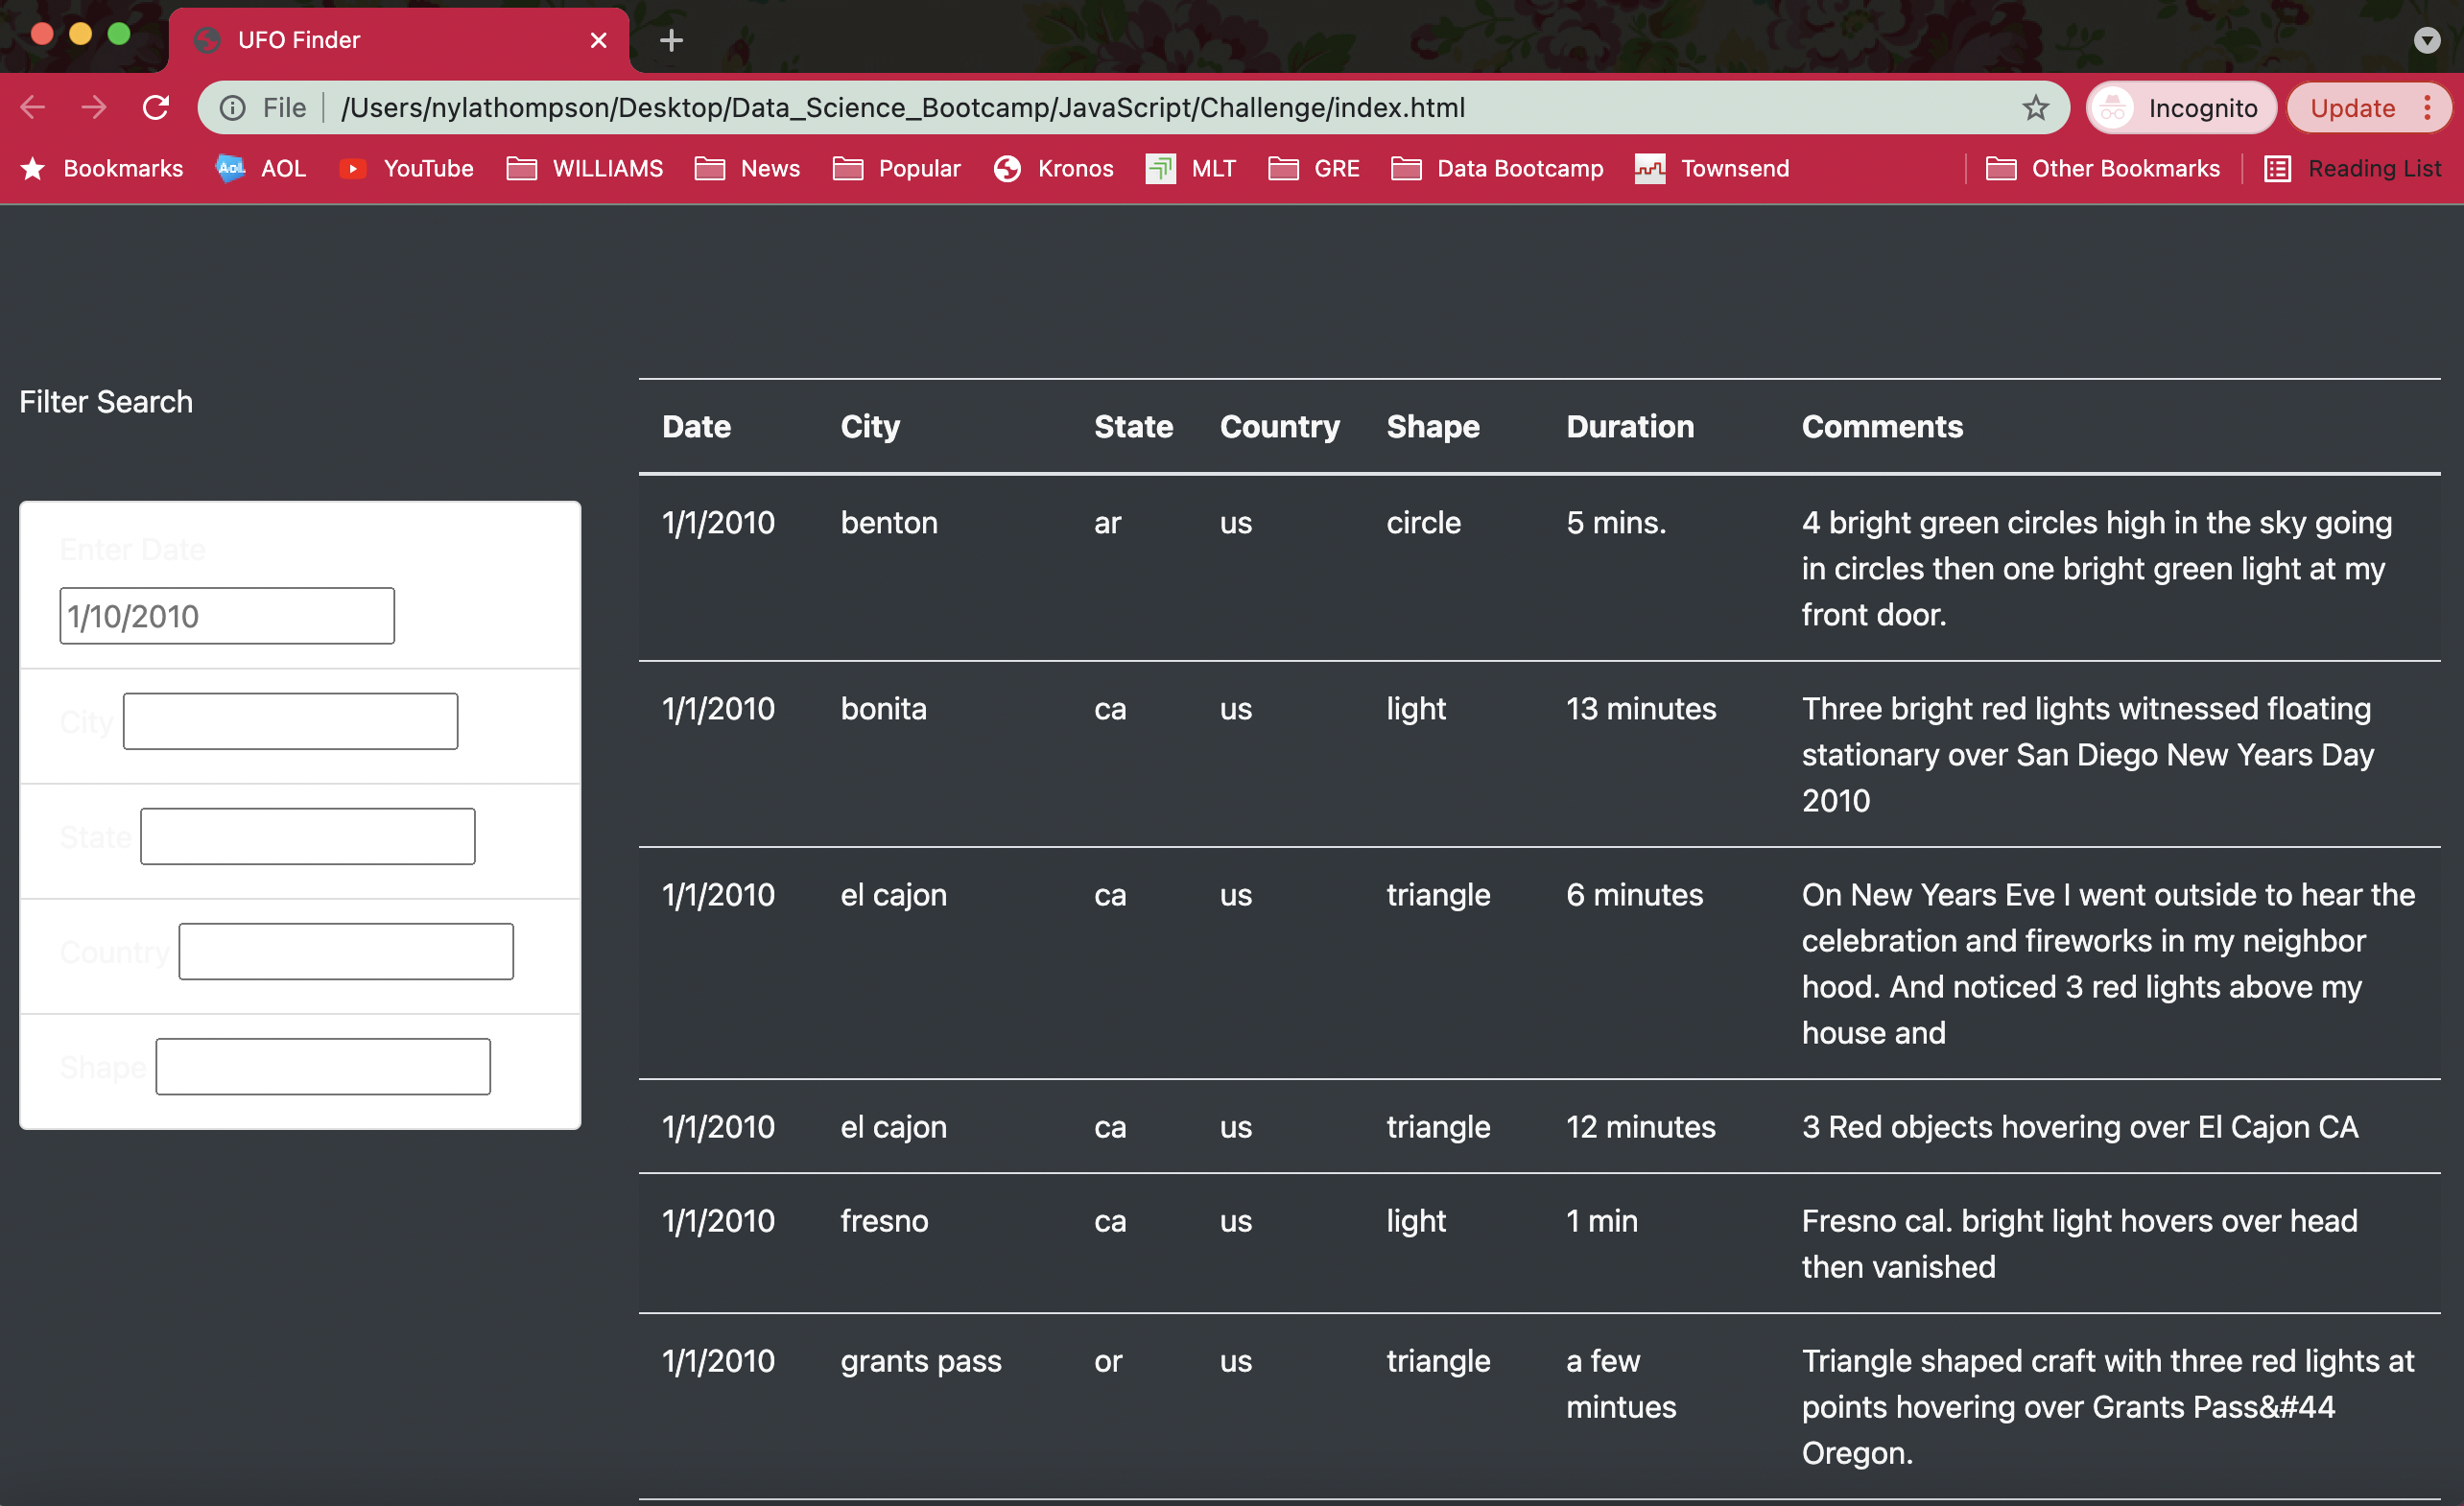 UFO Finder
File /Users/nylathompson/Desktop/Data_Science_Bootcamp/JavaScript/Challenge/index.html Incognito Update
Bookmarks AOL YouTube WILLIAMS News Popular Kronos MLT GRE Data Bootcamp Townsend Other Bookmarks Reading List
Filter Search
Enter Date
1/10/2010
City
State
Country
Shape
Date City State Country Shape Duration Comments
1/1/2010 benton ar us circle 5 mins. 4 bright green circles high in the sky going
in circles then one bright green light at my
front door.
1/1/2010 bonita ca us light 13 minutes Three bright red lights witnessed floating
stationary over San Diego New Years Day
2010
1/1/2010 el cajon ca us triangle 6 minutes On New Years Eve I went outside to hear the
celebration and fireworks in my neighbor
hood. And noticed 3 red lights above my
house and
1/1/2010 el cajon ca us triangle 12 minutes 3 Red objects hovering over El Cajon CA
1/1/2010 fresno ca us light 1 min Fresno cal. bright light hovers over head
then vanished
1/1/2010 grants pass or us triangle a few Triangle shaped craft with three red lights at
mintues points hovering over Grants Pass&#44
Oregon.